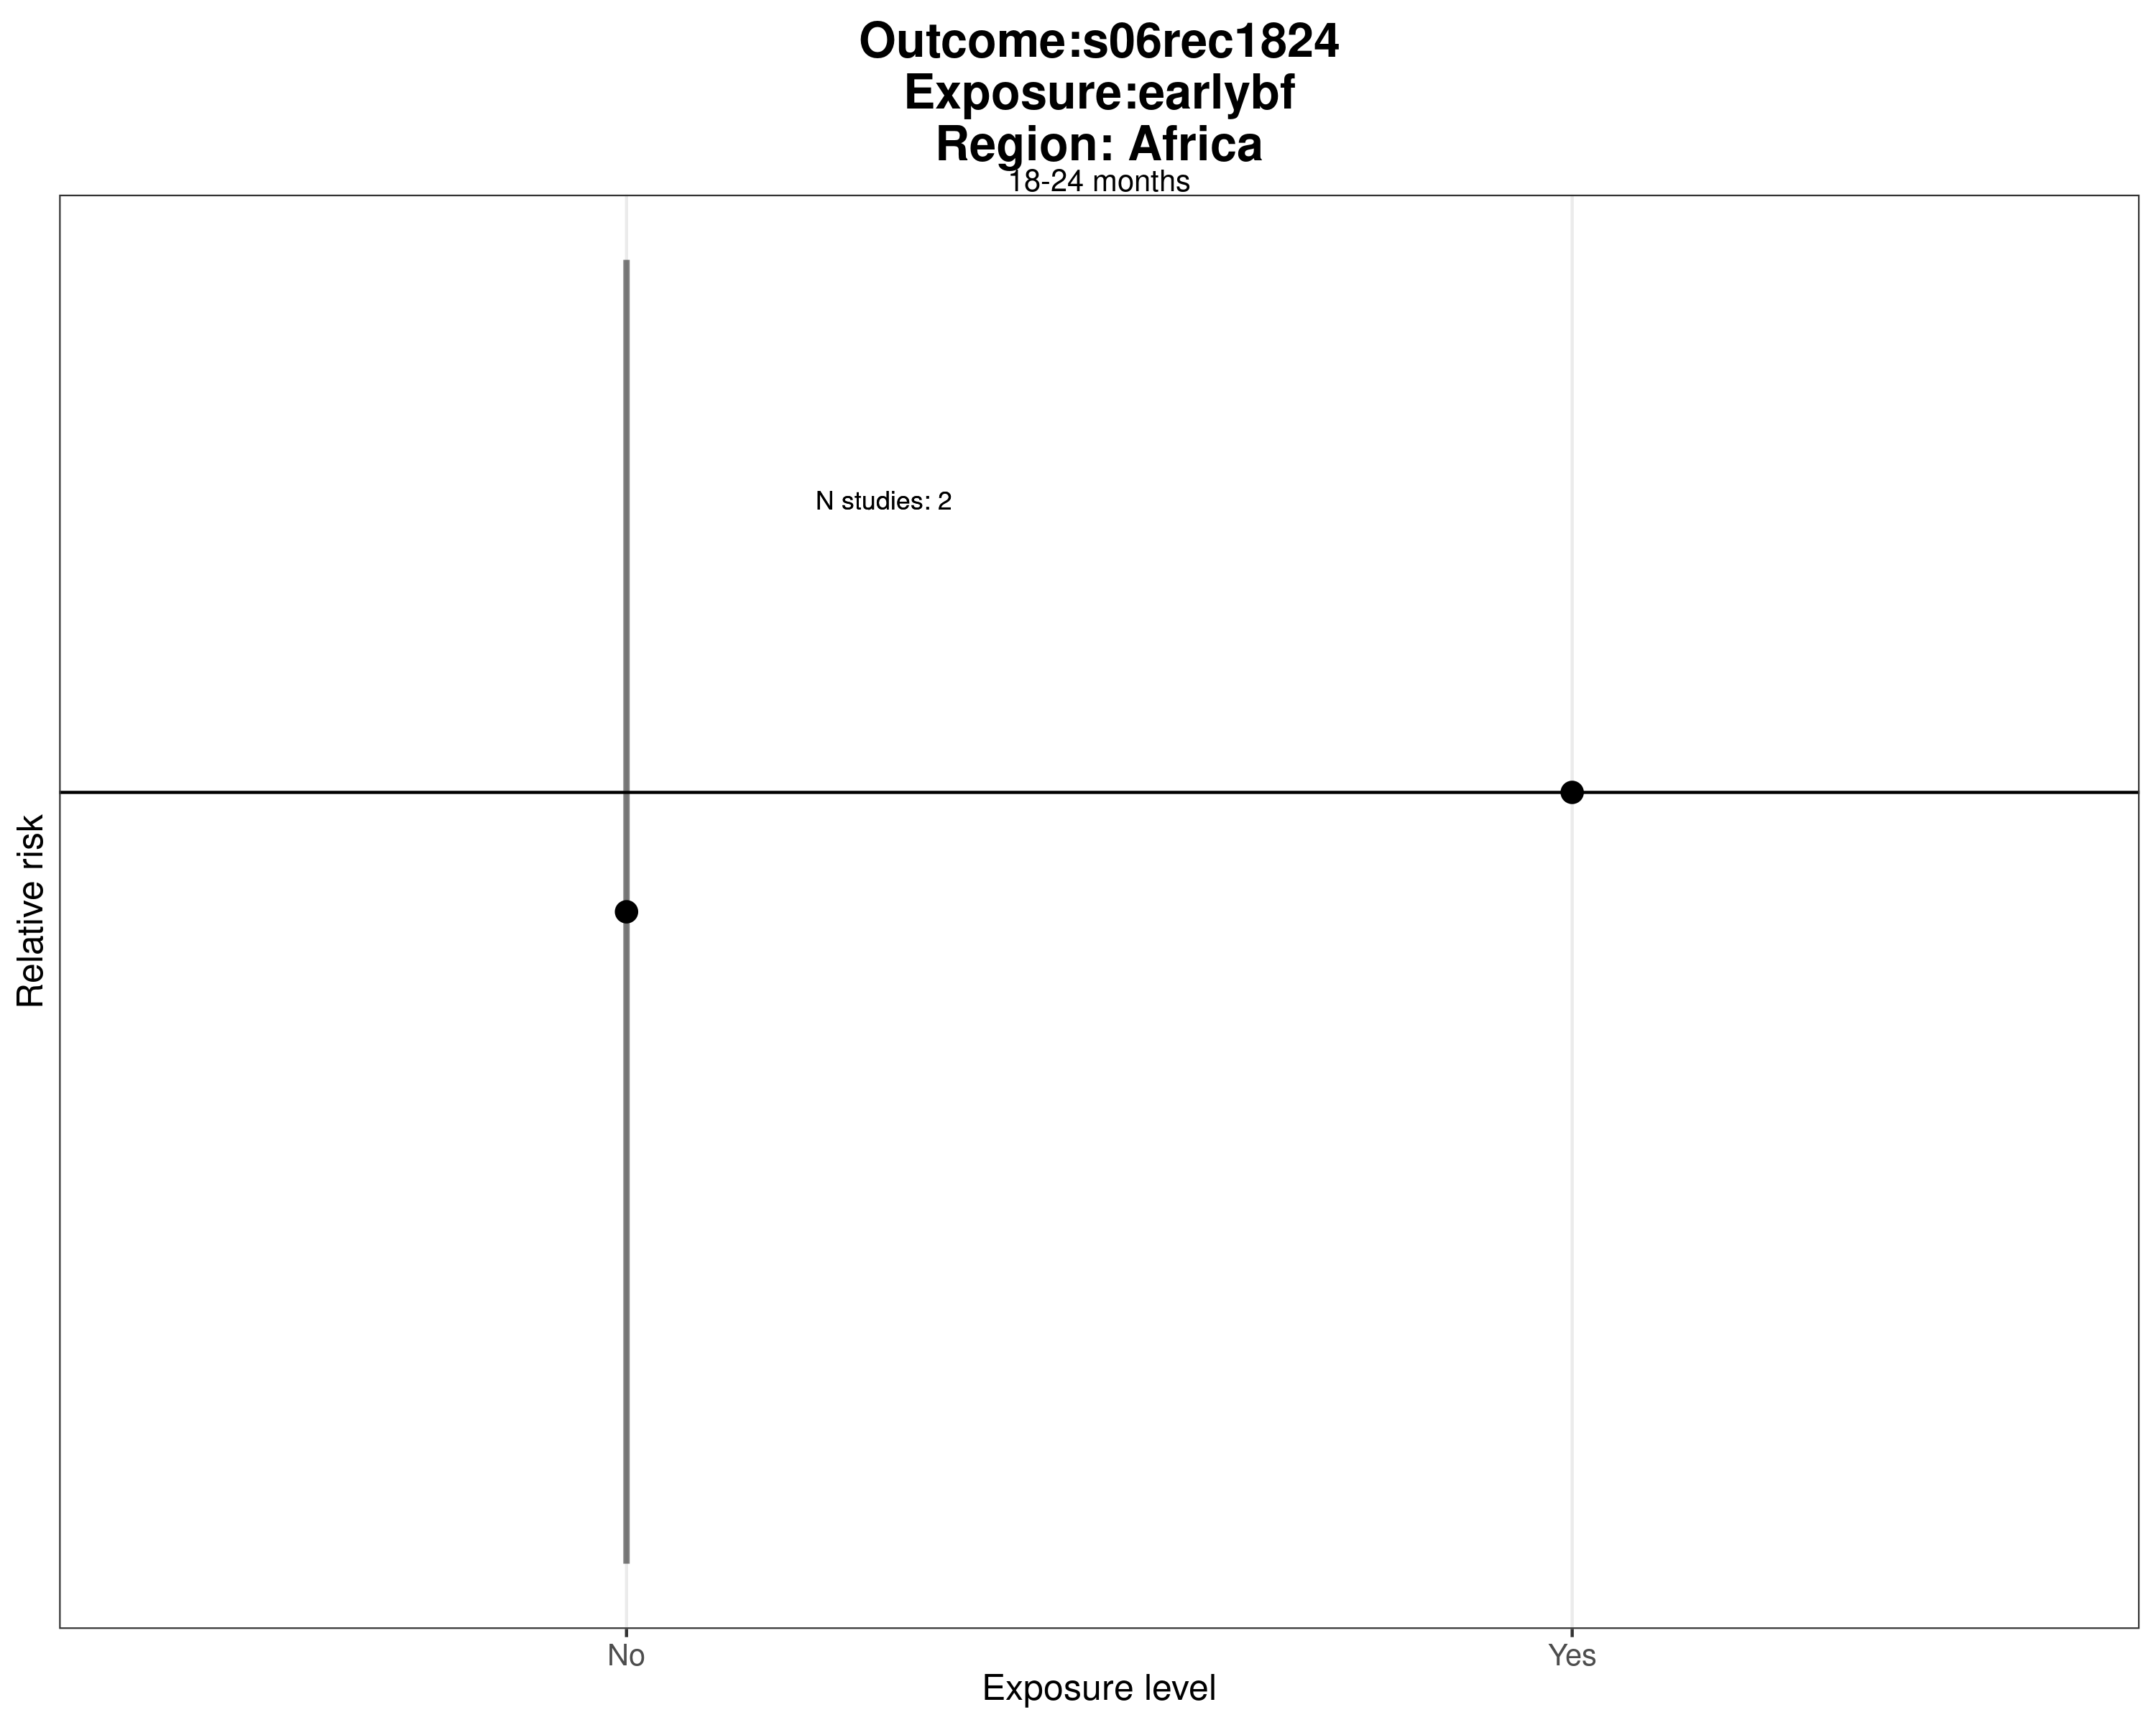 Outcome:s06rec1824
Exposure:earlybf
Region: Africa
18-24 months
N studies: 2
Relative risk
No
Yes
Exposure level